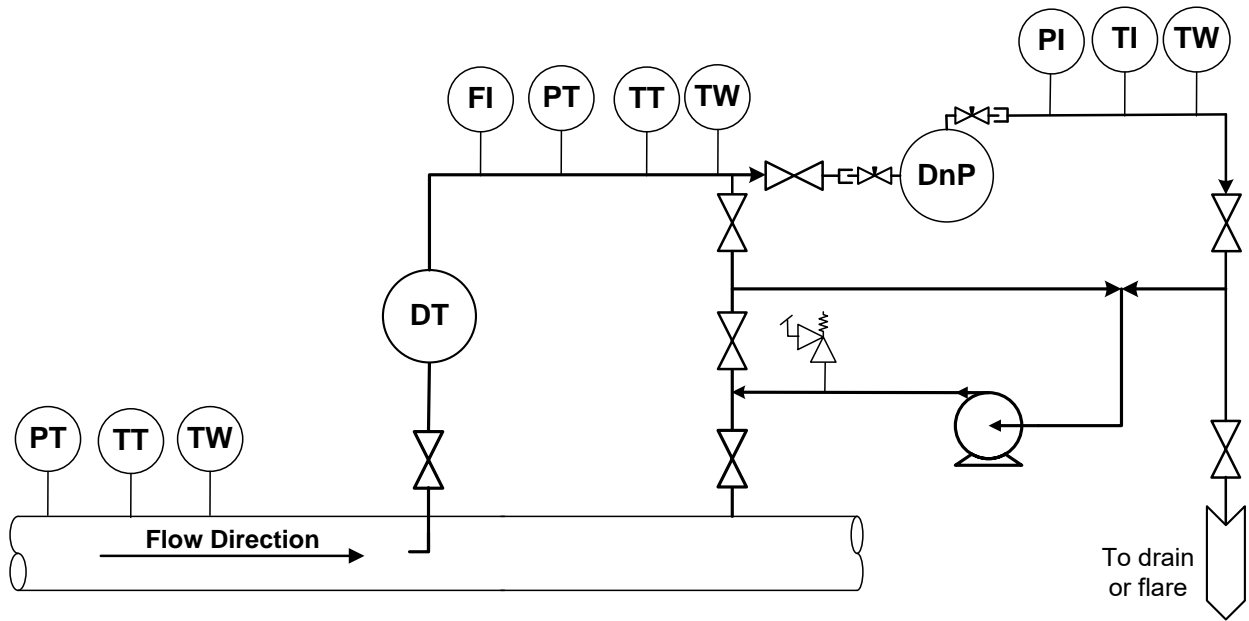 PI TI TW
FI PT TT TW
DnP
DT
PT TT TW
Flow Direction
To drain
or flare